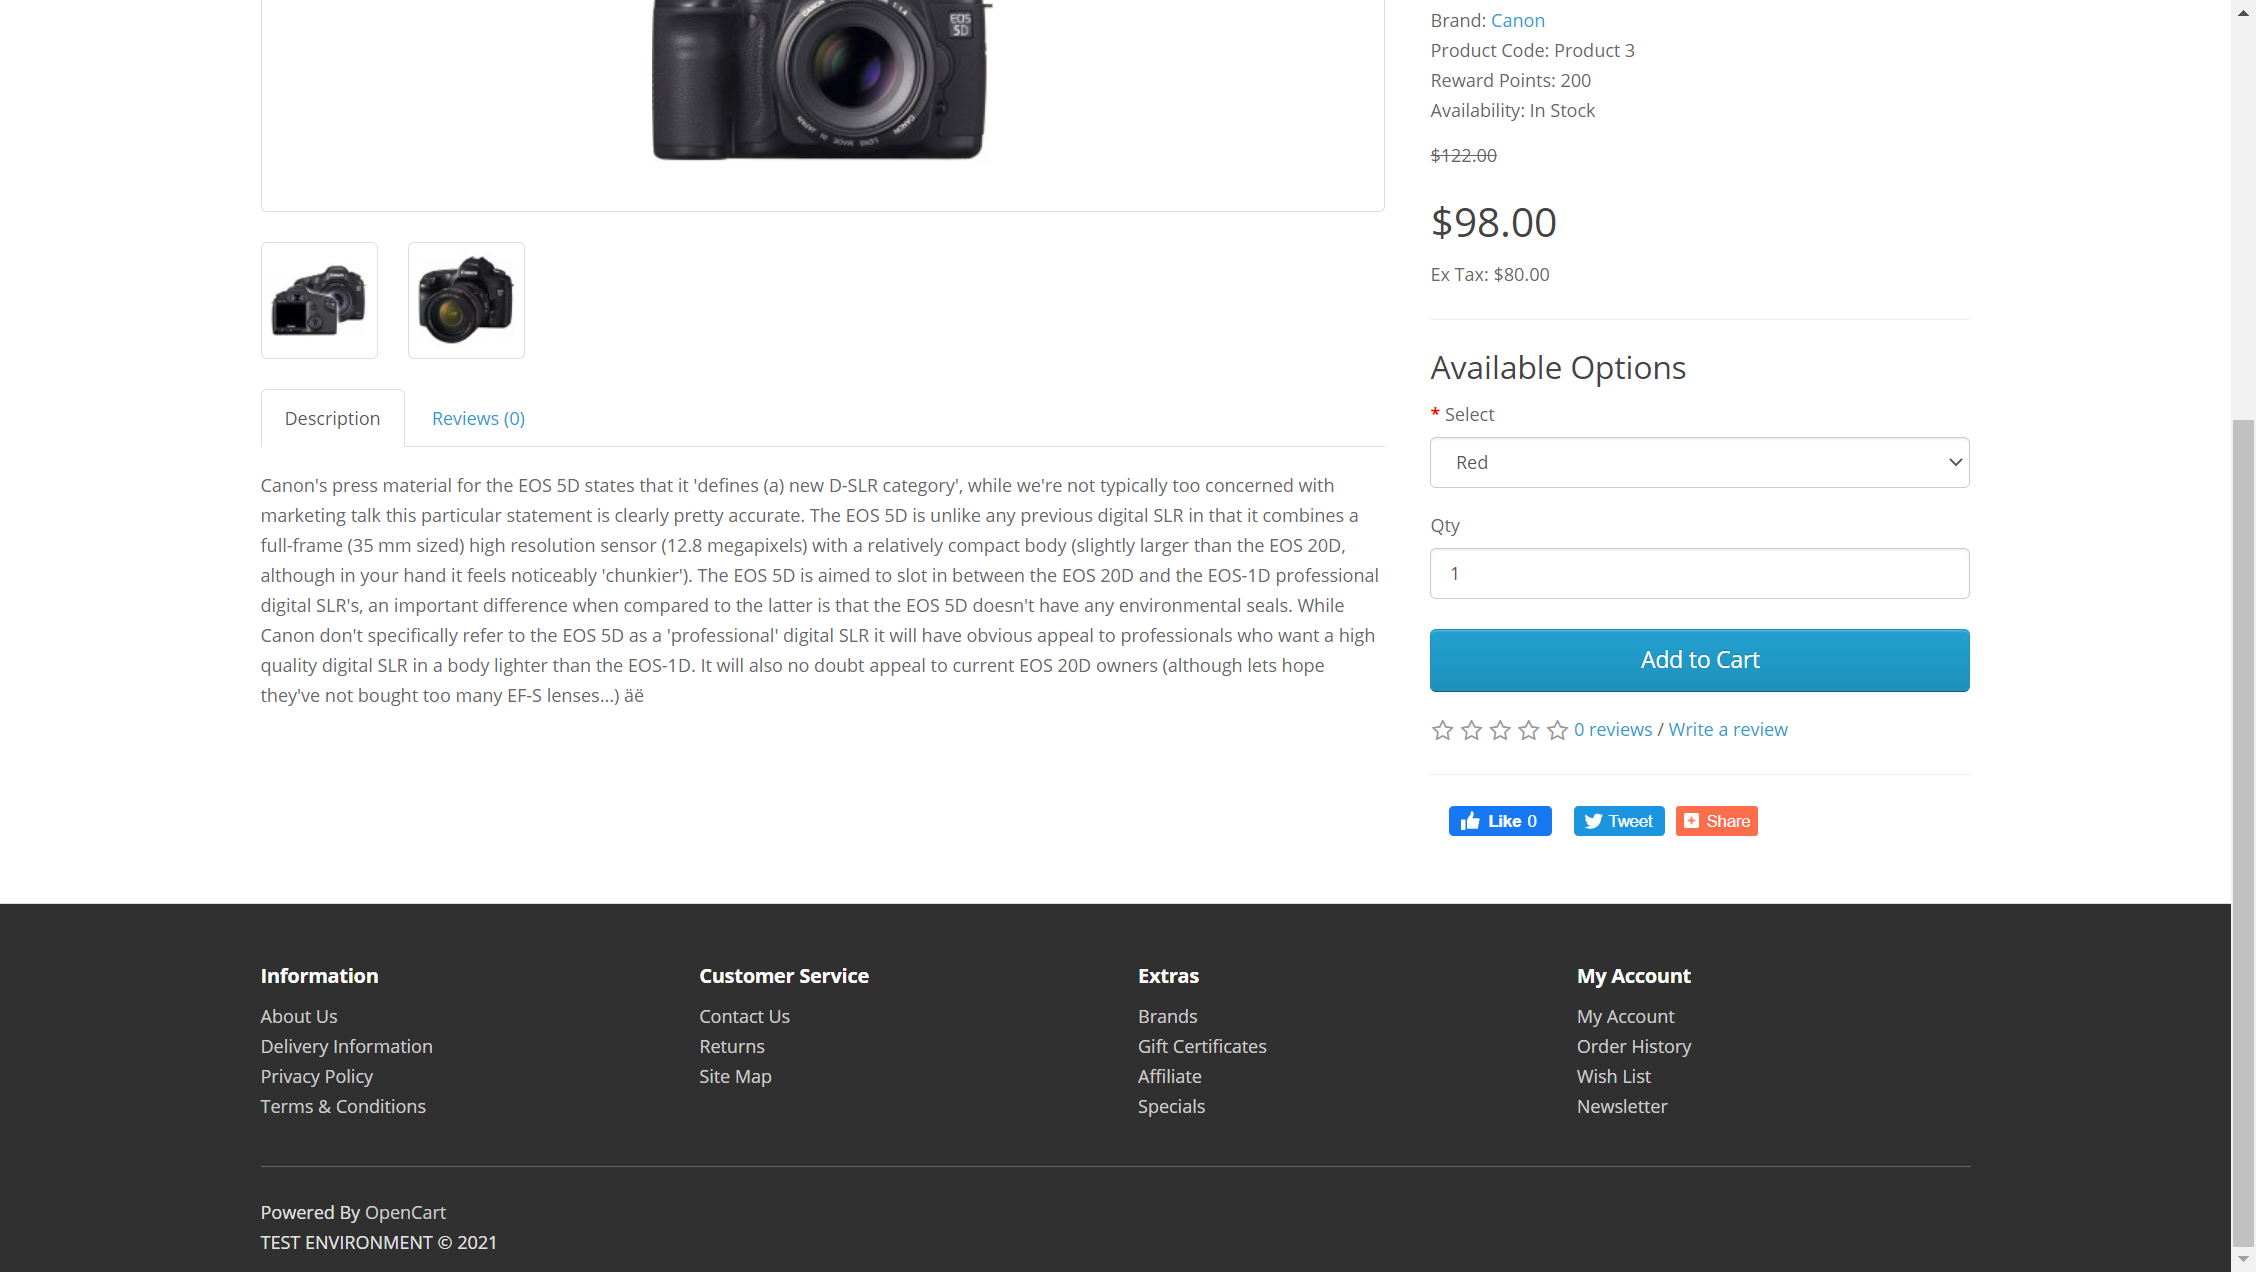 EOS
5D
CANON
1:1.4
CANON
LENS MADE IN JAPAN
Brand: Canon
Product Code: Product 3
Reward Points: 200
Availability: In Stock
$122.00
$98.00
Ex Tax: $80.00
Available Options
* Select
Red
Qty
1
Add to Cart
0 reviews / Write a review
Like 0
Tweet
Share
Description
Reviews (0)
Canon's press material for the EOS 5D states that it 'defines (a) new D-SLR category', while we're not typically too concerned with
marketing talk this particular statement is clearly pretty accurate. The EOS 5D is unlike any previous digital SLR in that it combines a
full-frame (35 mm sized) high resolution sensor (12.8 megapixels) with a relatively compact body (slightly larger than the EOS 20D,
although in your hand it feels noticeably 'chunkier'). The EOS 5D is aimed to slot in between the EOS 20D and the EOS-1D professional
digital SLR's, an important difference when compared to the latter is that the EOS 5D doesn't have any environmental seals. While
Canon don't specifically refer to the EOS 5D as a 'professional' digital SLR it will have obvious appeal to professionals who want a high
quality digital SLR in a body lighter than the EOS-1D. It will also no doubt appeal to current EOS 20D owners (although lets hope
they've not bought too many EF-S lenses...) äë
Information
About Us
Delivery Information
Privacy Policy
Terms & Conditions
Customer Service
Contact Us
Returns
Site Map
Extras
Brands
Gift Certificates
Affiliate
Specials
My Account
My Account
Order History
Wish List
Newsletter
Powered By OpenCart
TEST ENVIRONMENT © 2021